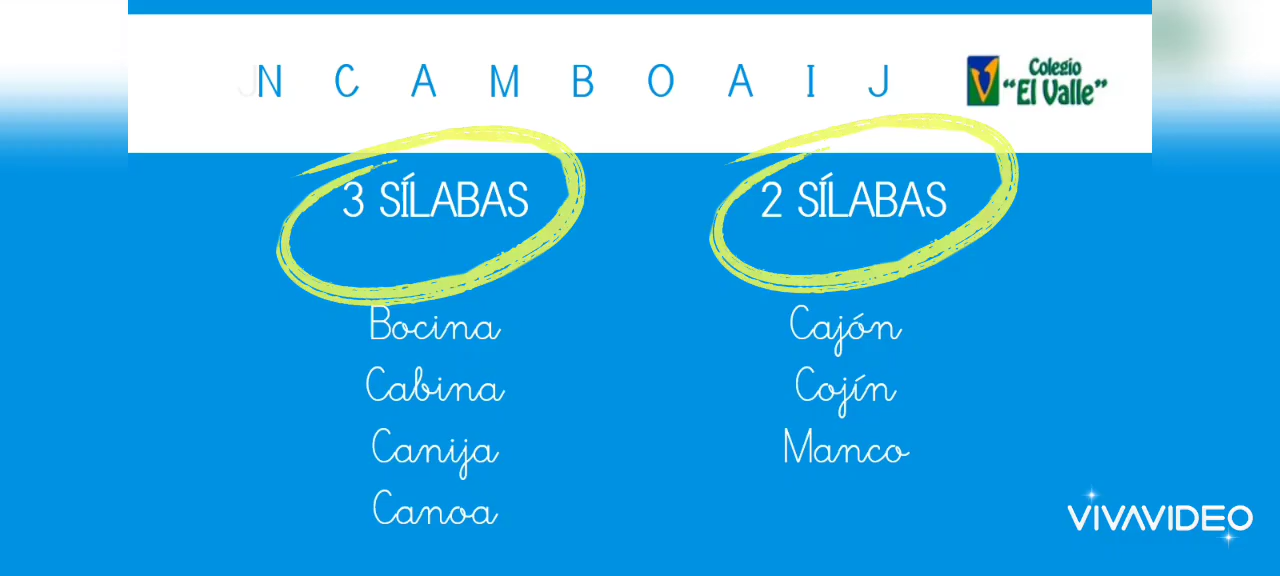 N C A M B O A I J
Colegio
“El Valle”
3 SÍLABAS
Bocina
Cabina
Canija
Canoa
2 SÍLABAS
Cajón
Cojín
Manco
VIVAVIDEO